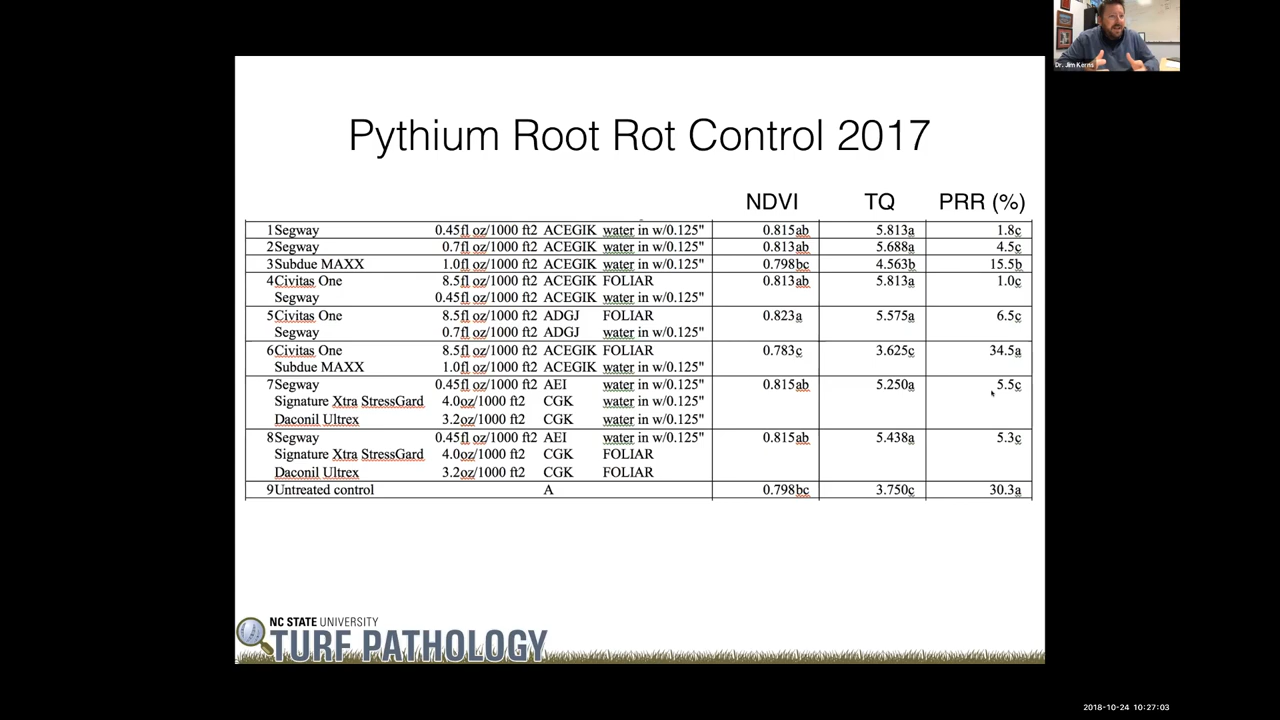 Dr. Jim Kerns
Pythium Root Rot Control 2017
NDVI TQ PRR (%)
1 Segway 0.45fl oz/1000 ft2 ACEGIK water in w/0.125" 0.815ab 5.813a 1.8c
2 Segway 0.7fl oz/1000 ft2 ACEGIK water in w/0.125" 0.813ab 5.688a 4.5c
3 Subdue MAXX 1.0fl oz/1000 ft2 ACEGIK water in w/0.125" 0.798bc 4.563b 15.5b
4 Civitas One 8.5fl oz/1000 ft2 ACEGIK FOLIAR 0.813ab 5.813a 1.0c
Segway 0.45fl oz/1000 ft2 ACEGIK water in w/0.125"
5 Civitas One 8.5fl oz/1000 ft2 ADGJ FOLIAR 0.823a 5.575a 6.5c
Segway 0.7fl oz/1000 ft2 ADGJ water in w/0.125"
6 Civitas One 8.5fl oz/1000 ft2 ACEGIK FOLIAR 0.783c 3.625c 34.5a
Subdue MAXX 1.0fl oz/1000 ft2 ACEGIK water in w/0.125"
7 Segway 0.45fl oz/1000 ft2 AEI water in w/0.125" 0.815ab 5.250a 5.5c
Signature Xtra StressGard 4.0oz/1000 ft2 CGK water in w/0.125"
Daconil Ultrex 3.2oz/1000 ft2 CGK water in w/0.125"
8 Segway 0.45fl oz/1000 ft2 AEI water in w/0.125" 0.815ab 5.438a 5.3c
Signature Xtra StressGard 4.0oz/1000 ft2 CGK FOLIAR
Daconil Ultrex 3.2oz/1000 ft2 CGK FOLIAR
9 Untreated control A 0.798bc 3.750c 30.3a
NC STATE UNIVERSITY
TURF PATHOLOGY
2018-10-24 10:27:03